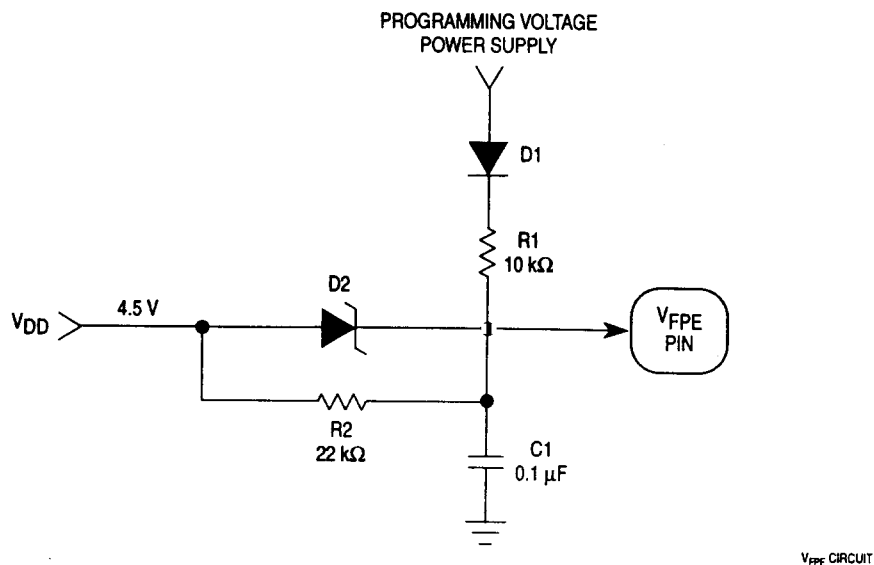 PROGRAMMING VOLTAGE
POWER SUPPLY
D1
R1
10 kΩ
D2
4.5 V
VDD
VFPE
PIN
R2
22 kΩ
C1
0.1 µF
VFPE CIRCUIT